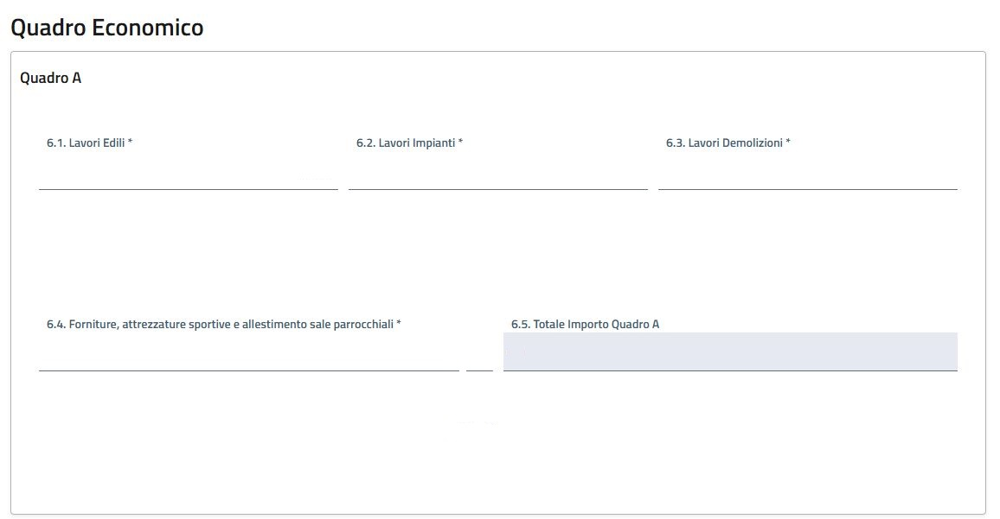 Quadro Economico
Quadro A
6.1. Lavori Edili *
6.2. Lavori Impianti *
6.3. Lavori Demolizioni *
6.4. Forniture, attrezzature sportive e allestimento sale parrocchiali *
6.5. Totale Importo Quadro A